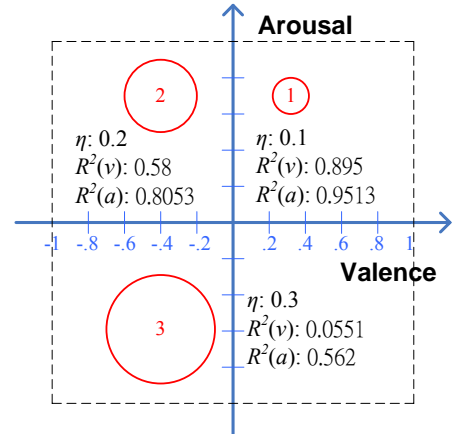 Arousal
2
1
η: 0.2
R²(v): 0.58
R²(a): 0.8053
η: 0.1
R²(v): 0.895
R²(a): 0.9513
-1 -.8 -.6 -.4 -.2 .2 .4 .6 .8 1
Valence
3
η: 0.3
R²(v): 0.0551
R²(a): 0.562